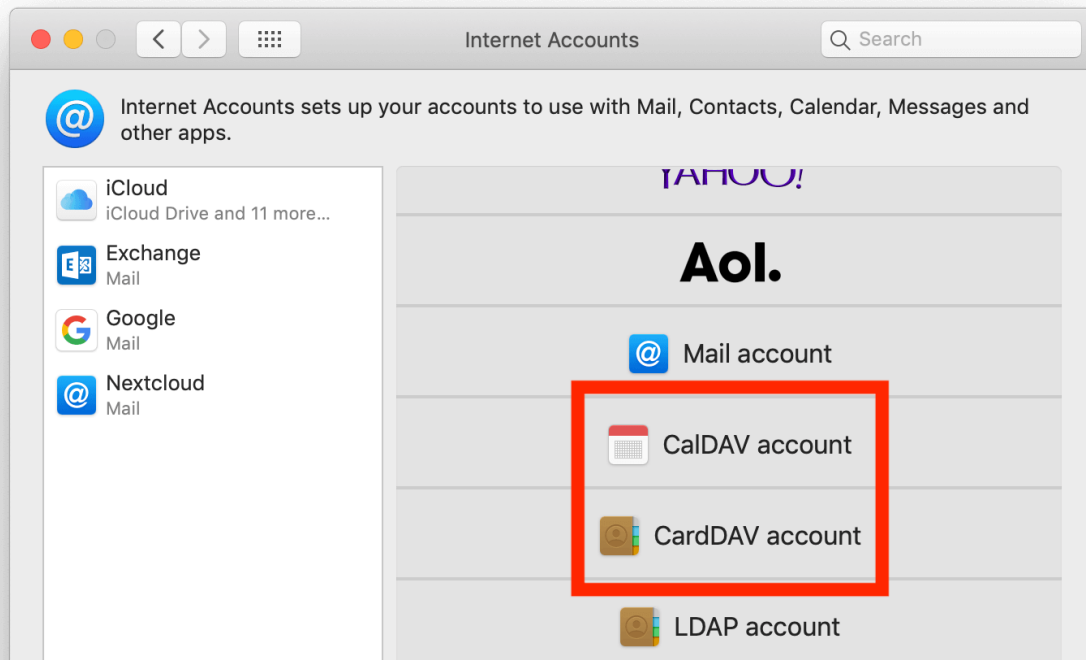 Internet Accounts
Search
Internet Accounts sets up your accounts to use with Mail, Contacts, Calendar, Messages and
other apps.
iCloud
iCloud Drive and 11 more...
Exchange
Mail
Google
Mail
Nextcloud
Mail
YAHOO!
Aol.
Mail account
CalDAV account
CardDAV account
LDAP account